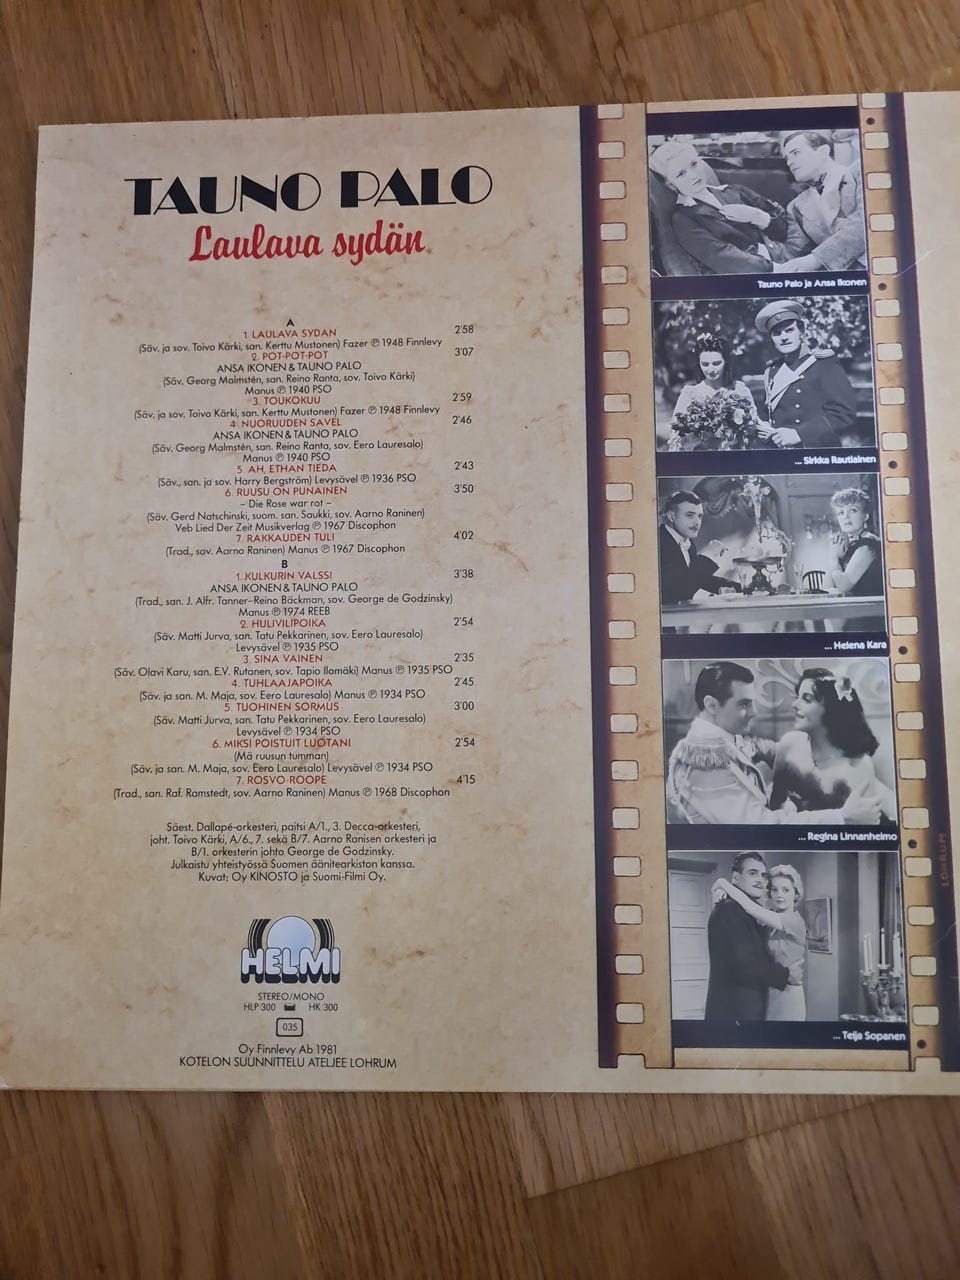 TAUNO PALO
Laulava sydän
A
1. LAULAVA SYDAN 2'58
(Säv. ja sov. Toivo Kärki, san. Kerttu Mustonen) Fazer ℗ 1948 Finnlevy
2. POT-POT-POT 3'07
ANSA IKONEN & TAUNO PALO
(Säv. Georg Malmstén, san. Reino Ranta, sov. Toivo Kärki)
Manus ℗ 1940 PSO
3. TOUKOKUU 2'59
(Säv. ja sov. Toivo Kärki, san. Kerttu Mustonen) Fazer ℗ 1948 Finnlevy
4. NUORUUDEN SAVEL 2'46
ANSA IKONEN & TAUNO PALO
(Säv. Georg Malmstén, san. Reino Ranta, sov. Eero Lauresalo)
Manus ℗ 1940 PSO
5. AH, ETHAN TIEDA 2'43
(Säv., san. ja sov. Harry Bergström) Levysävel ℗ 1936 PSO
6. RUUSU ON PUNAINEN 3'50
– Die Rose war rot –
(Säv. Gerd Natschinski, suom. san. Saukki, sov. Aarno Raninen)
Veb Lied Der Zeit Musikverlag ℗ 1967 Discophon
7. RAKKAUDEN TULI 4'02
(Trad., sov. Aarno Raninen) Manus ℗ 1967 Discophon
B
1. KULKURIN VALSSI 3'38
ANSA IKONEN & TAUNO PALO
(Trad., san. J. Alfr. Tanner–Reino Bäckman, sov. George de Godzinsky)
Manus ℗ 1974 REEB
2. HULIVILIPOIKA 2'54
(Säv. Matti Jurva, san. Tatu Pekkarinen, sov. Eero Lauresalo)
Levysävel ℗ 1935 PSO
3. SINA VAINEN 2'35
(Säv. Olavi Karu, san. E.V. Rutanen, sov. Tapio Ilomäki) Manus ℗ 1935 PSO
4. TUHLAAJAPOIKA 2'45
(Säv. ja san. M. Maja, sov. Eero Lauresalo) Manus ℗ 1934 PSO
5. TUOHINEN SORMUS 3'00
(Säv. Matti Jurva, san. Tatu Pekkarinen, sov. Eero Lauresalo)
Levysävel ℗ 1934 PSO
6. MIKSI POISTUIT LUOTANI 2'54
(Mä ruusun tumman)
(Säv. ja san. M. Maja, sov. Eero Lauresalo) Levysävel ℗ 1934 PSO
7. ROSVO-ROOPE 4'15
(Trad., san. Raf. Ramstedt, sov. Aarno Raninen) Manus ℗ 1968 Discophon
Säest. Dallapé-orkesteri, paitsi A/1., 3. Decca-orkesteri,
joht. Toivo Kärki, A/6., 7. sekä B/7. Aarno Ranisen orkesteri ja
B/1. orkesterin johto George de Godzinsky.
Julkaistu yhteistyössä Suomen äänitearkiston kanssa.
Kuvat: Oy KINOSTO ja Suomi-Filmi Oy.
HELMI
STEREO/MONO
HLP 300 HK 300
035
Oy Finnlevy Ab 1981
KOTELON SUUNNITTELU ATELJEE LOHRUM
Tauno Palo ja Ansa Ikonen
... Sirkka Rautiainen
... Helena Kara
... Regina Linnanheimo
... Teija Sopanen
LOHRUM